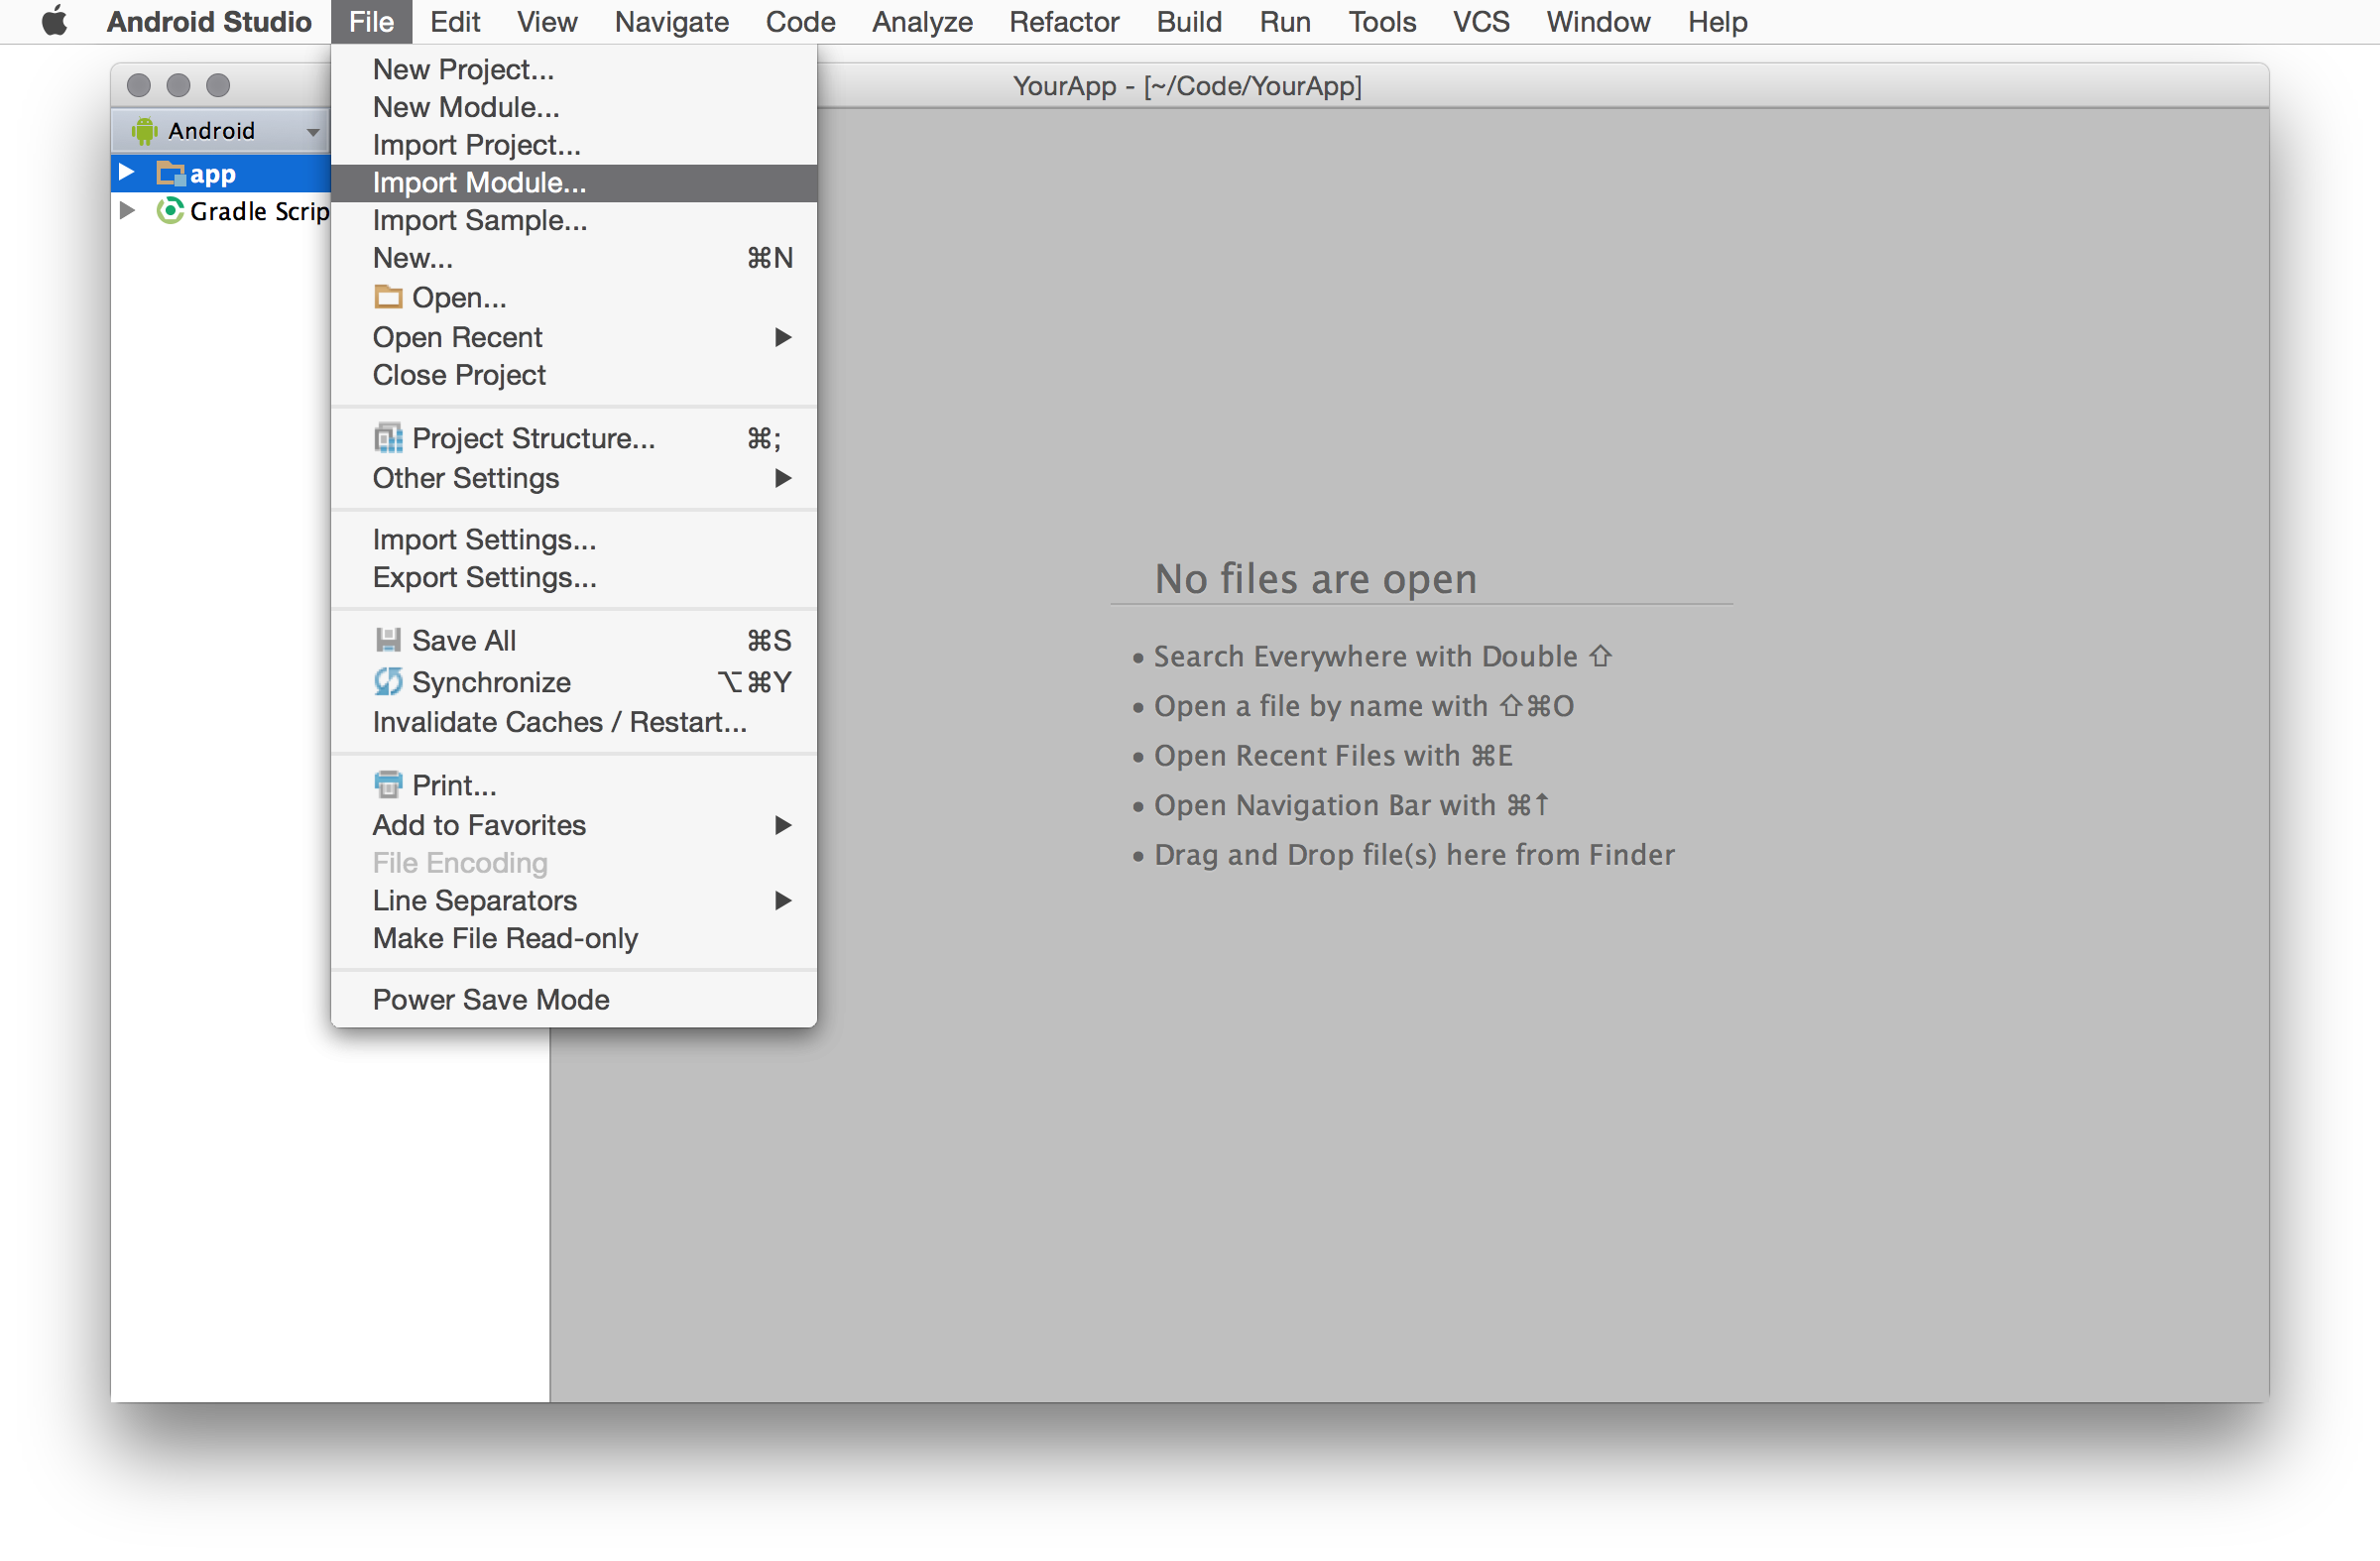 Android Studio File Edit View Navigate Code Analyze Refactor Build Run Tools VCS Window Help
YourApp - [~/Code/YourApp]
Android
app
Gradle Scrip
New Project...
New Module...
Import Project...
Import Module...
Import Sample...
New... ⌘N
Open...
Open Recent ▶
Close Project
Project Structure... ⌘;
Other Settings ▶
Import Settings...
Export Settings...
Save All ⌘S
Synchronize ⌥⌘Y
Invalidate Caches / Restart...
Print...
Add to Favorites ▶
File Encoding
Line Separators ▶
Make File Read-only
Power Save Mode
No files are open
• Search Everywhere with Double ⇧
• Open a file by name with ⇧⌘O
• Open Recent Files with ⌘E
• Open Navigation Bar with ⌘↑
• Drag and Drop file(s) here from Finder